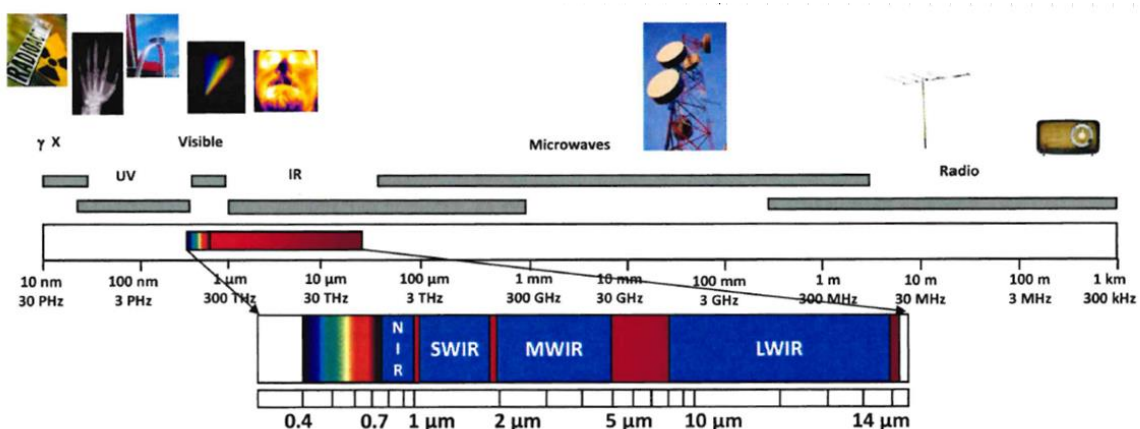 RADIOAC
γ X
UV
Visible
IR
Microwaves
Radio
10 nm 100 nm 1 µm 10 µm 100 µm 1 mm 10 mm 100 mm 1 m 10 m 100 m 1 km
30 PHz 3 PHz 300 THz 30 THz 3 THz 300 GHz 30 GHz 3 GHz 300 MHz 30 MHz 3 MHz 300 kHz
NIR SWIR MWIR LWIR
0.4 0.7 1 µm 2 µm 5 µm 10 µm 14 µm